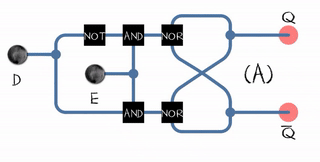 Q
NOT AND NOR
D
E
(A)
AND NOR
Q̅